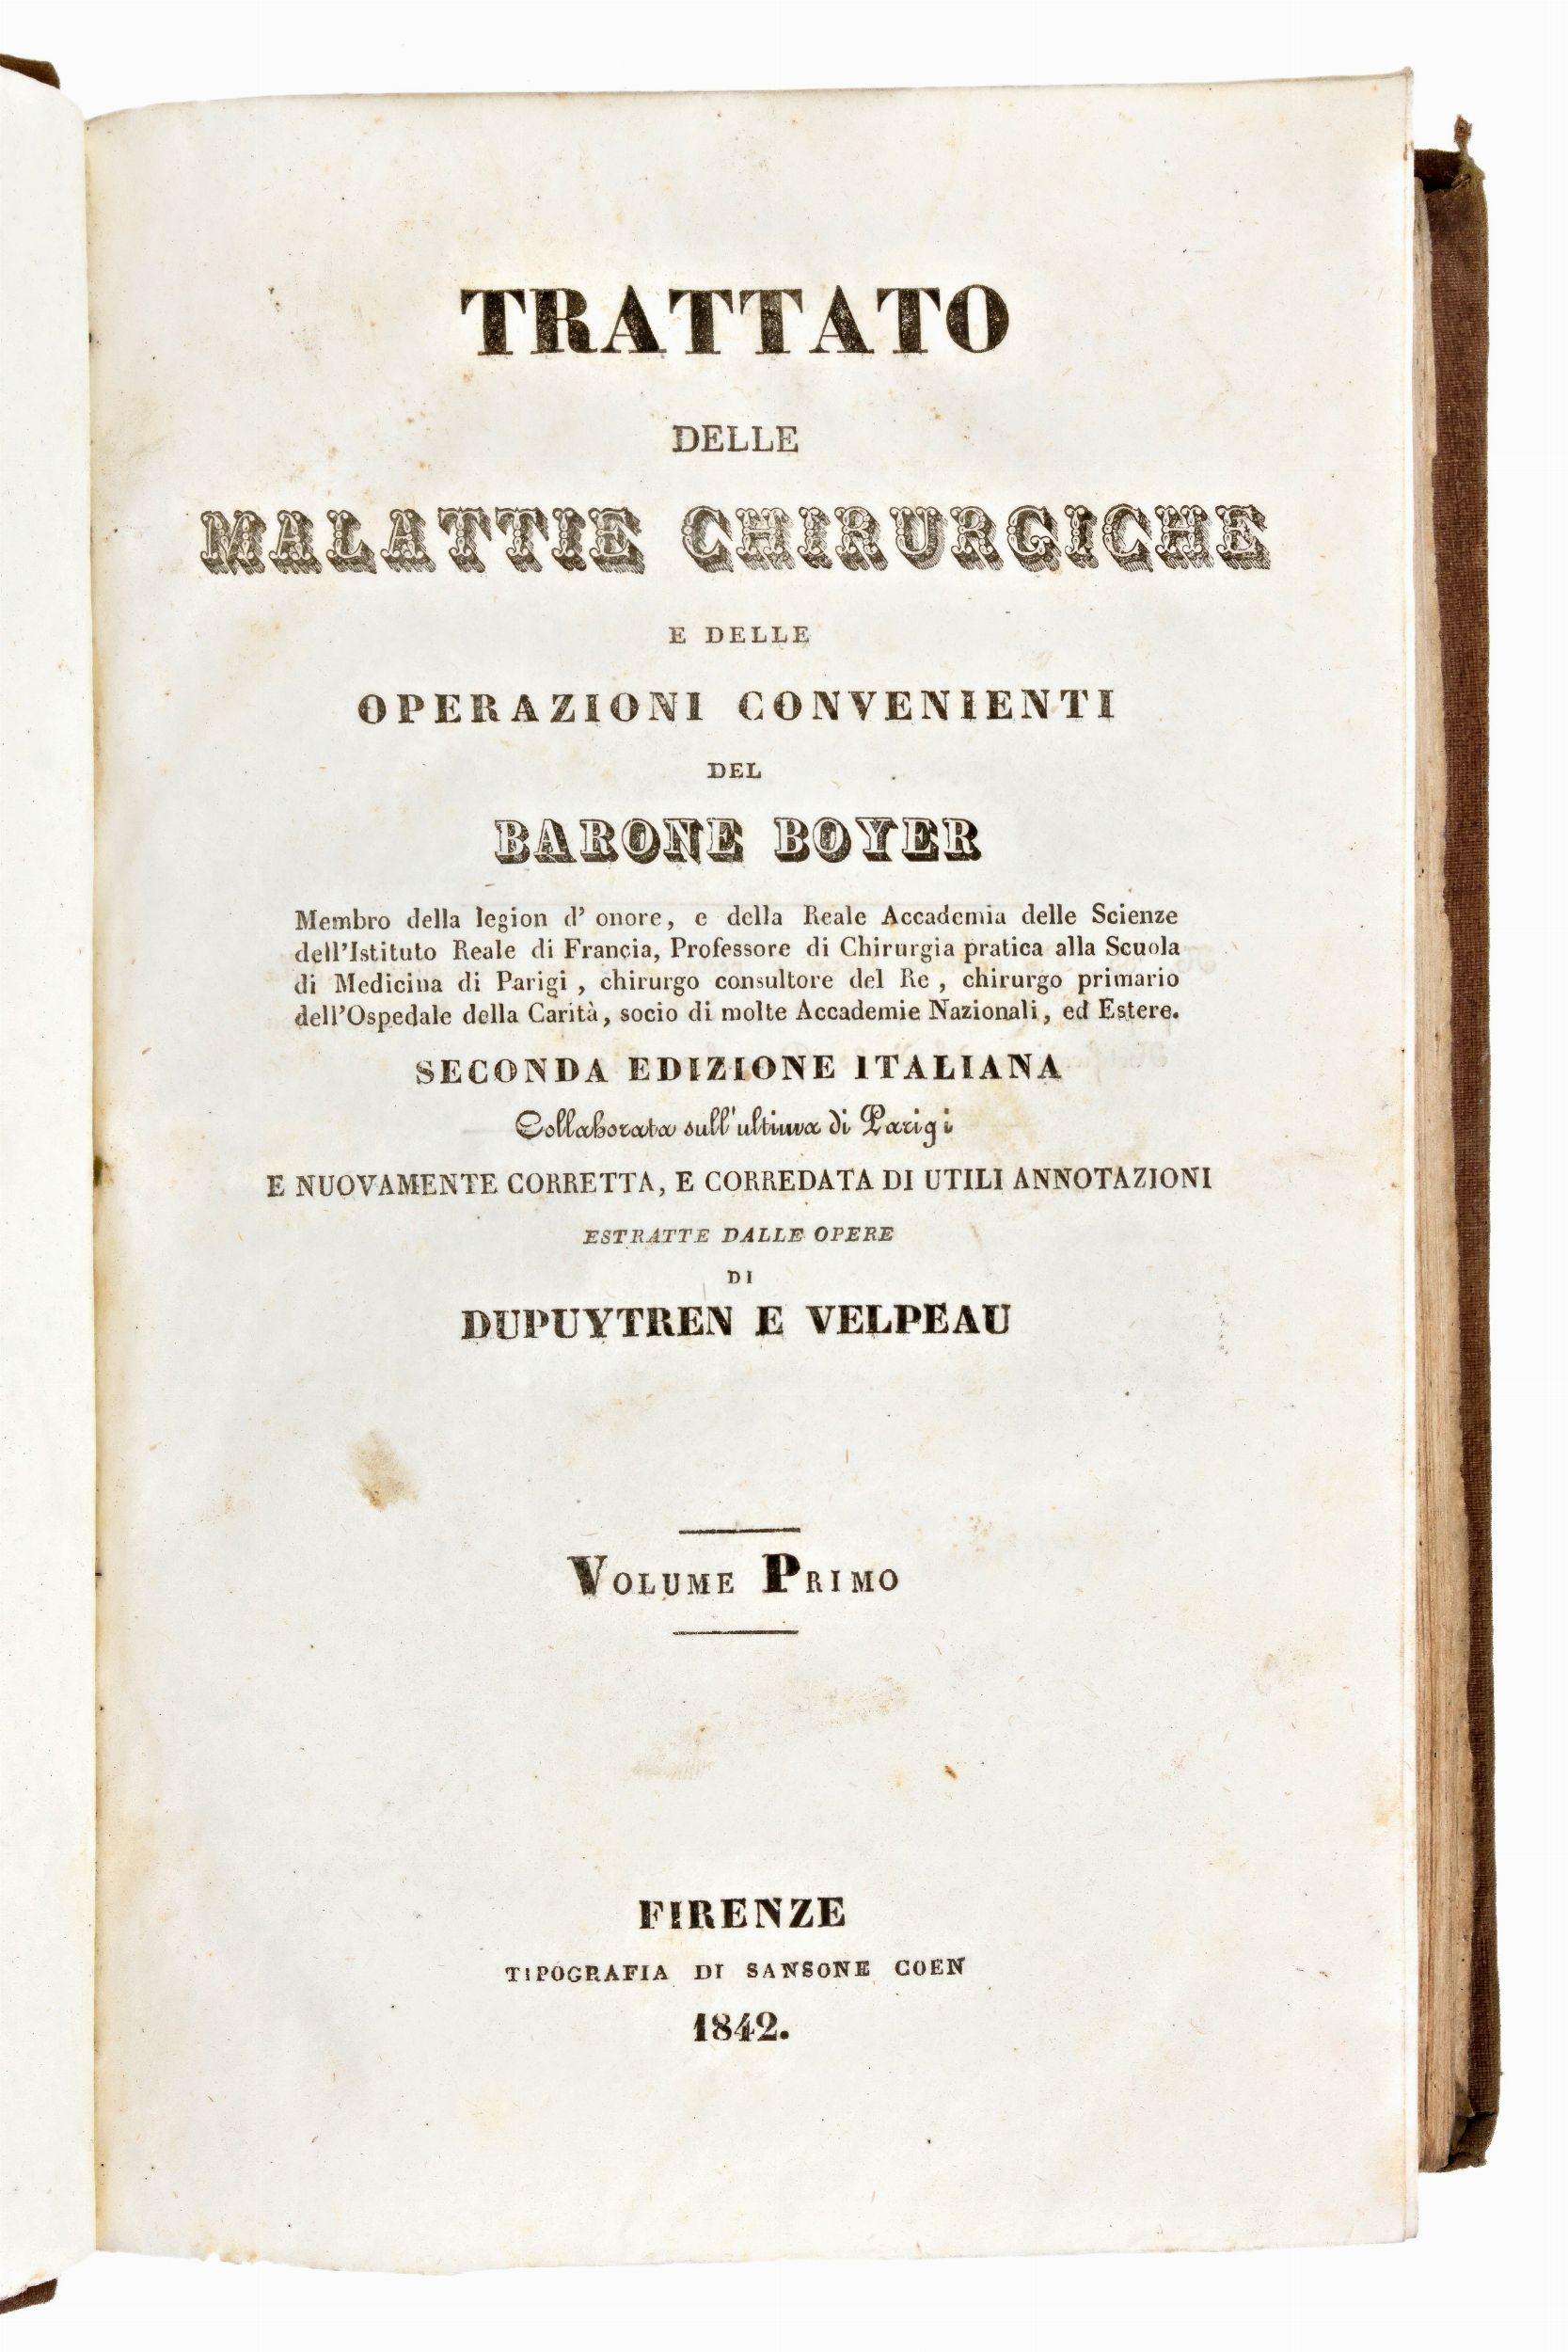 TRATTATO
DELLE
MALATTIE CHIRURGICHE
E DELLE
OPERAZIONI CONVENIENTI
DEL
BARONE BOYER
Membro della legion d' onore, e della Reale Accademia delle Scienze
dell'Istituto Reale di Francia, Professore di Chirurgia pratica alla Scuola
di Medicina di Parigi , chirurgo consultore del Re , chirurgo primario
dell'Ospedale della Carità, socio di molte Accademie Nazionali, ed Estere.
SECONDA EDIZIONE ITALIANA
Collaborata sull'ultima di Parigi
E NUOVAMENTE CORRETTA, E CORREDATA DI UTILI ANNOTAZIONI
ESTRATTE DALLE OPERE
DI
DUPUYTREN E VELPEAU
VOLUME PRIMO
FIRENZE
TIPOGRAFIA DI SANSONE COEN
1842.